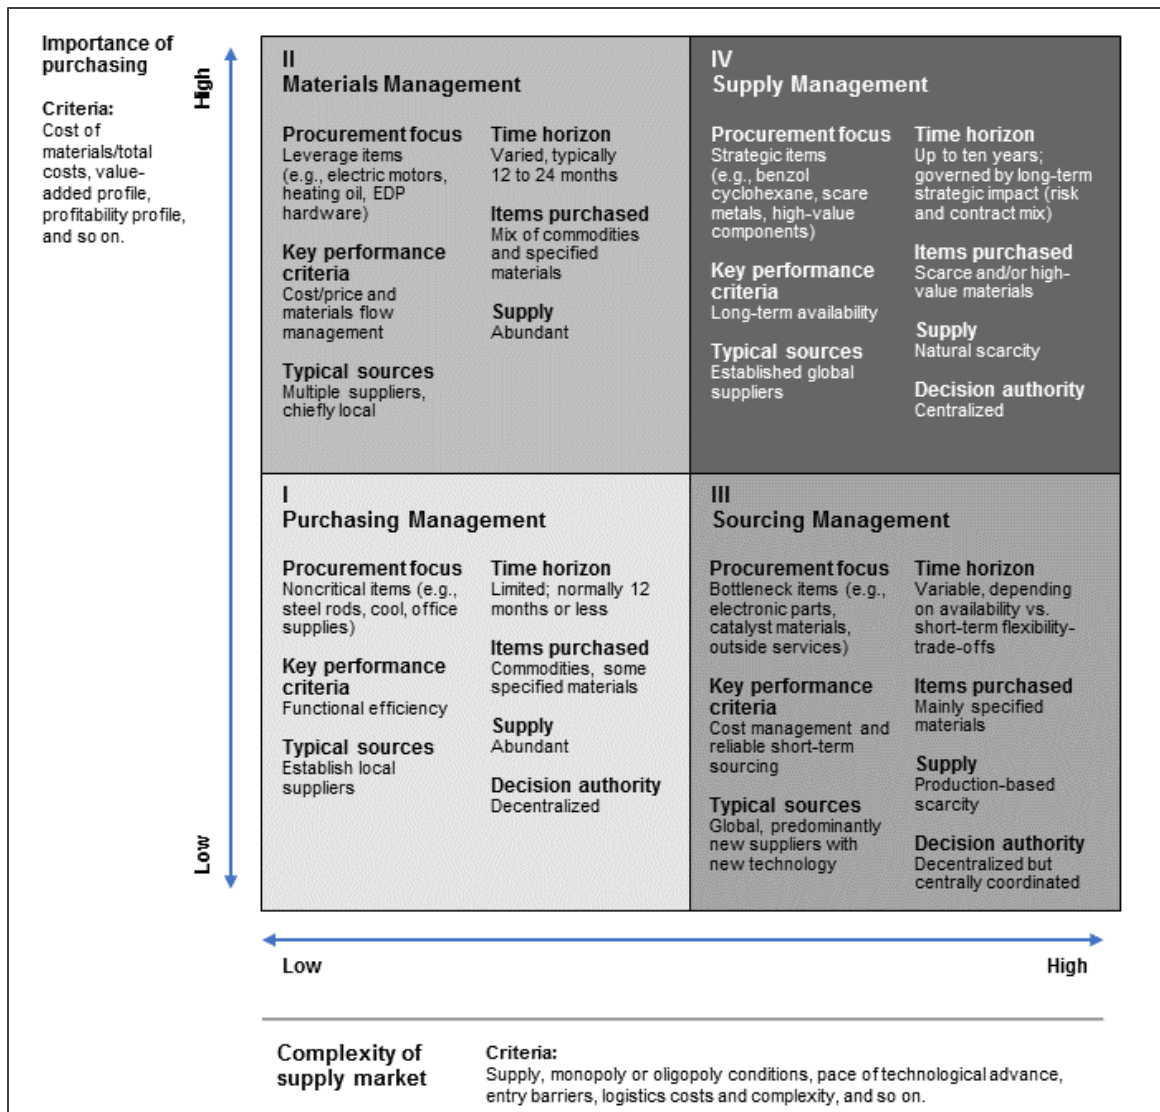 Importance of
purchasing
Criteria:
Cost of
materials/total
costs, value-
added profile,
profitability profile,
and so on.
High
Low
II
Materials Management
Procurement focus
Leverage items
(e.g., electric motors,
heating oil, EDP
hardware)
Key performance
criteria
Cost/price and
materials flow
management
Typical sources
Multiple suppliers,
chiefly local
Time horizon
Varied, typically
12 to 24 months
Items purchased
Mix of commodities
and specified
materials
Supply
Abundant
IV
Supply Management
Procurement focus
Strategic items
(e.g., benzol
cyclohexane, scare
metals, high-value
components)
Key performance
criteria
Long-term availability
Typical sources
Established global
suppliers
Time horizon
Up to ten years;
governed by long-term
strategic impact (risk
and contract mix)
Items purchased
Scarce and/or high-
value materials
Supply
Natural scarcity
Decision authority
Centralized
I
Purchasing Management
Procurement focus
Noncritical items (e.g.,
steel rods, cool, office
supplies)
Key performance
criteria
Functional efficiency
Typical sources
Establish local
suppliers
Time horizon
Limited; normally 12
months or less
Items purchased
Commodities, some
specified materials
Supply
Abundant
Decision authority
Decentralized
III
Sourcing Management
Procurement focus
Bottleneck items (e.g.,
electronic parts,
catalyst materials,
outside services)
Key performance
criteria
Cost management and
reliable short-term
sourcing
Typical sources
Global, predominantly
new suppliers with
new technology
Time horizon
Variable, depending
on availability vs.
short-term flexibility-
trade-offs
Items purchased
Mainly specified
materials
Supply
Production-based
scarcity
Decision authority
Decentralized but
centrally coordinated
Low
High
Complexity of
supply market
Criteria:
Supply, monopoly or oligopoly conditions, pace of technological advance,
entry barriers, logistics costs and complexity, and so on.